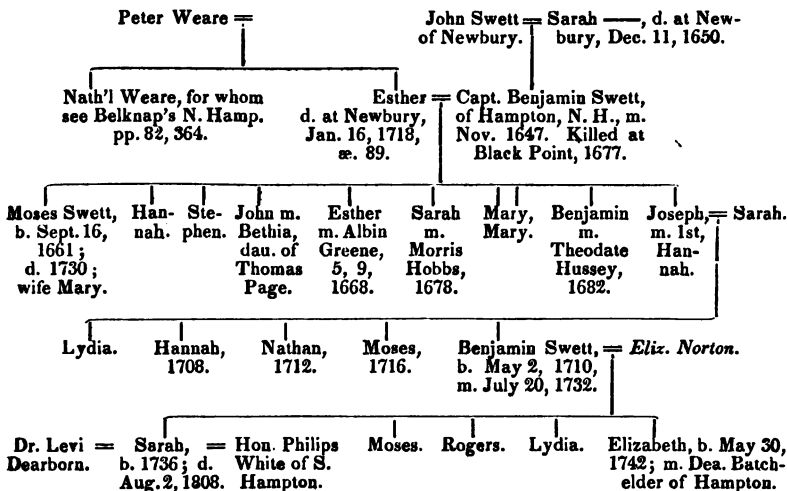 Peter Weare =
John Swett = Sarah ——, d. at New-
of Newbury. bury, Dec. 11, 1650.
Nath'l Weare, for whom
see Belknap's N. Hamp.
pp. 82, 364.
Esther =
d. at Newbury,
Jan. 16, 1718,
æ. 89.
Capt. Benjamin Swett,
of Hampton, N. H., m.
Nov. 1647. Killed at
Black Point, 1677.
Moses Swett,
b. Sept. 16,
1661;
d. 1730;
wife Mary.
Han-
nah.
Ste-
phen.
John m.
Bethia,
dau. of
Thomas
Page.
Esther
m. Albin
Greene,
5, 9,
1668.
Sarah
m.
Morris
Hobbs,
1678.
Mary,
Mary.
Benjamin
m.
Theodate
Hussey,
1682.
Joseph, = Sarah.
m. 1st,
Han-
nah.
Lydia.
Hannah,
1708.
Nathan,
1712.
Moses,
1716.
Benjamin Swett, = Eliz. Norton.
b. May 2, 1710,
m. July 20, 1732.
Dr. Levi =
Dearborn.
Sarah, =
b. 1736; d.
Aug. 2, 1808.
Hon. Philips
White of S.
Hampton.
Moses.
Rogers.
Lydia.
Elizabeth, b. May 30,
1742; m. Dea. Batch-
elder of Hampton.